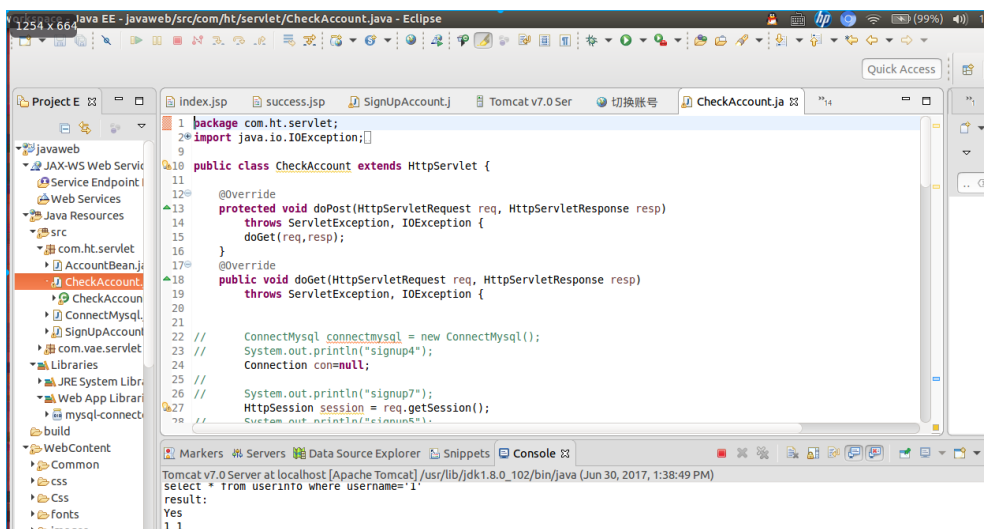 workspace - Java EE - javaweb/src/com/ht/servlet/CheckAccount.java - Eclipse
1254 x 664
hp
(99%)
Quick Access
Project E
index.jsp
success.jsp
SignUpAccount.j
Tomcat v7.0 Ser
切换账号
CheckAccount.ja
14
javaweb
JAX-WS Web Servic
Service Endpoint I
Web Services
Java Resources
src
com.ht.servlet
AccountBean.ja
CheckAccount.
CheckAccoun
ConnectMysql.
SignUpAccount
com.vae.servlet
Libraries
JRE System Libra
Web App Librari
mysql-connect
build
WebContent
Common
css
Css
fonts
1 package com.ht.servlet;
2 import java.io.IOException;
9
10 public class CheckAccount extends HttpServlet {
11
12 @Override
13 protected void doPost(HttpServletRequest req, HttpServletResponse resp)
14 throws ServletException, IOException {
15 doGet(req,resp);
16 }
17 @Override
18 public void doGet(HttpServletRequest req, HttpServletResponse resp)
19 throws ServletException, IOException {
20
21
22 // ConnectMysql connectmysql = new ConnectMysql();
23 // System.out.println("signup4");
24 Connection con=null;
25 //
26 // System.out.println("signup7");
27 HttpSession session = req.getSession();
28 // System.out.println("signup5");
Markers
Servers
Data Source Explorer
Snippets
Console
Tomcat v7.0 Server at localhost [Apache Tomcat] /usr/lib/jdk1.8.0_102/bin/java (Jun 30, 2017, 1:38:49 PM)
select * from userinfo where username='1'
result:
Yes
1 1